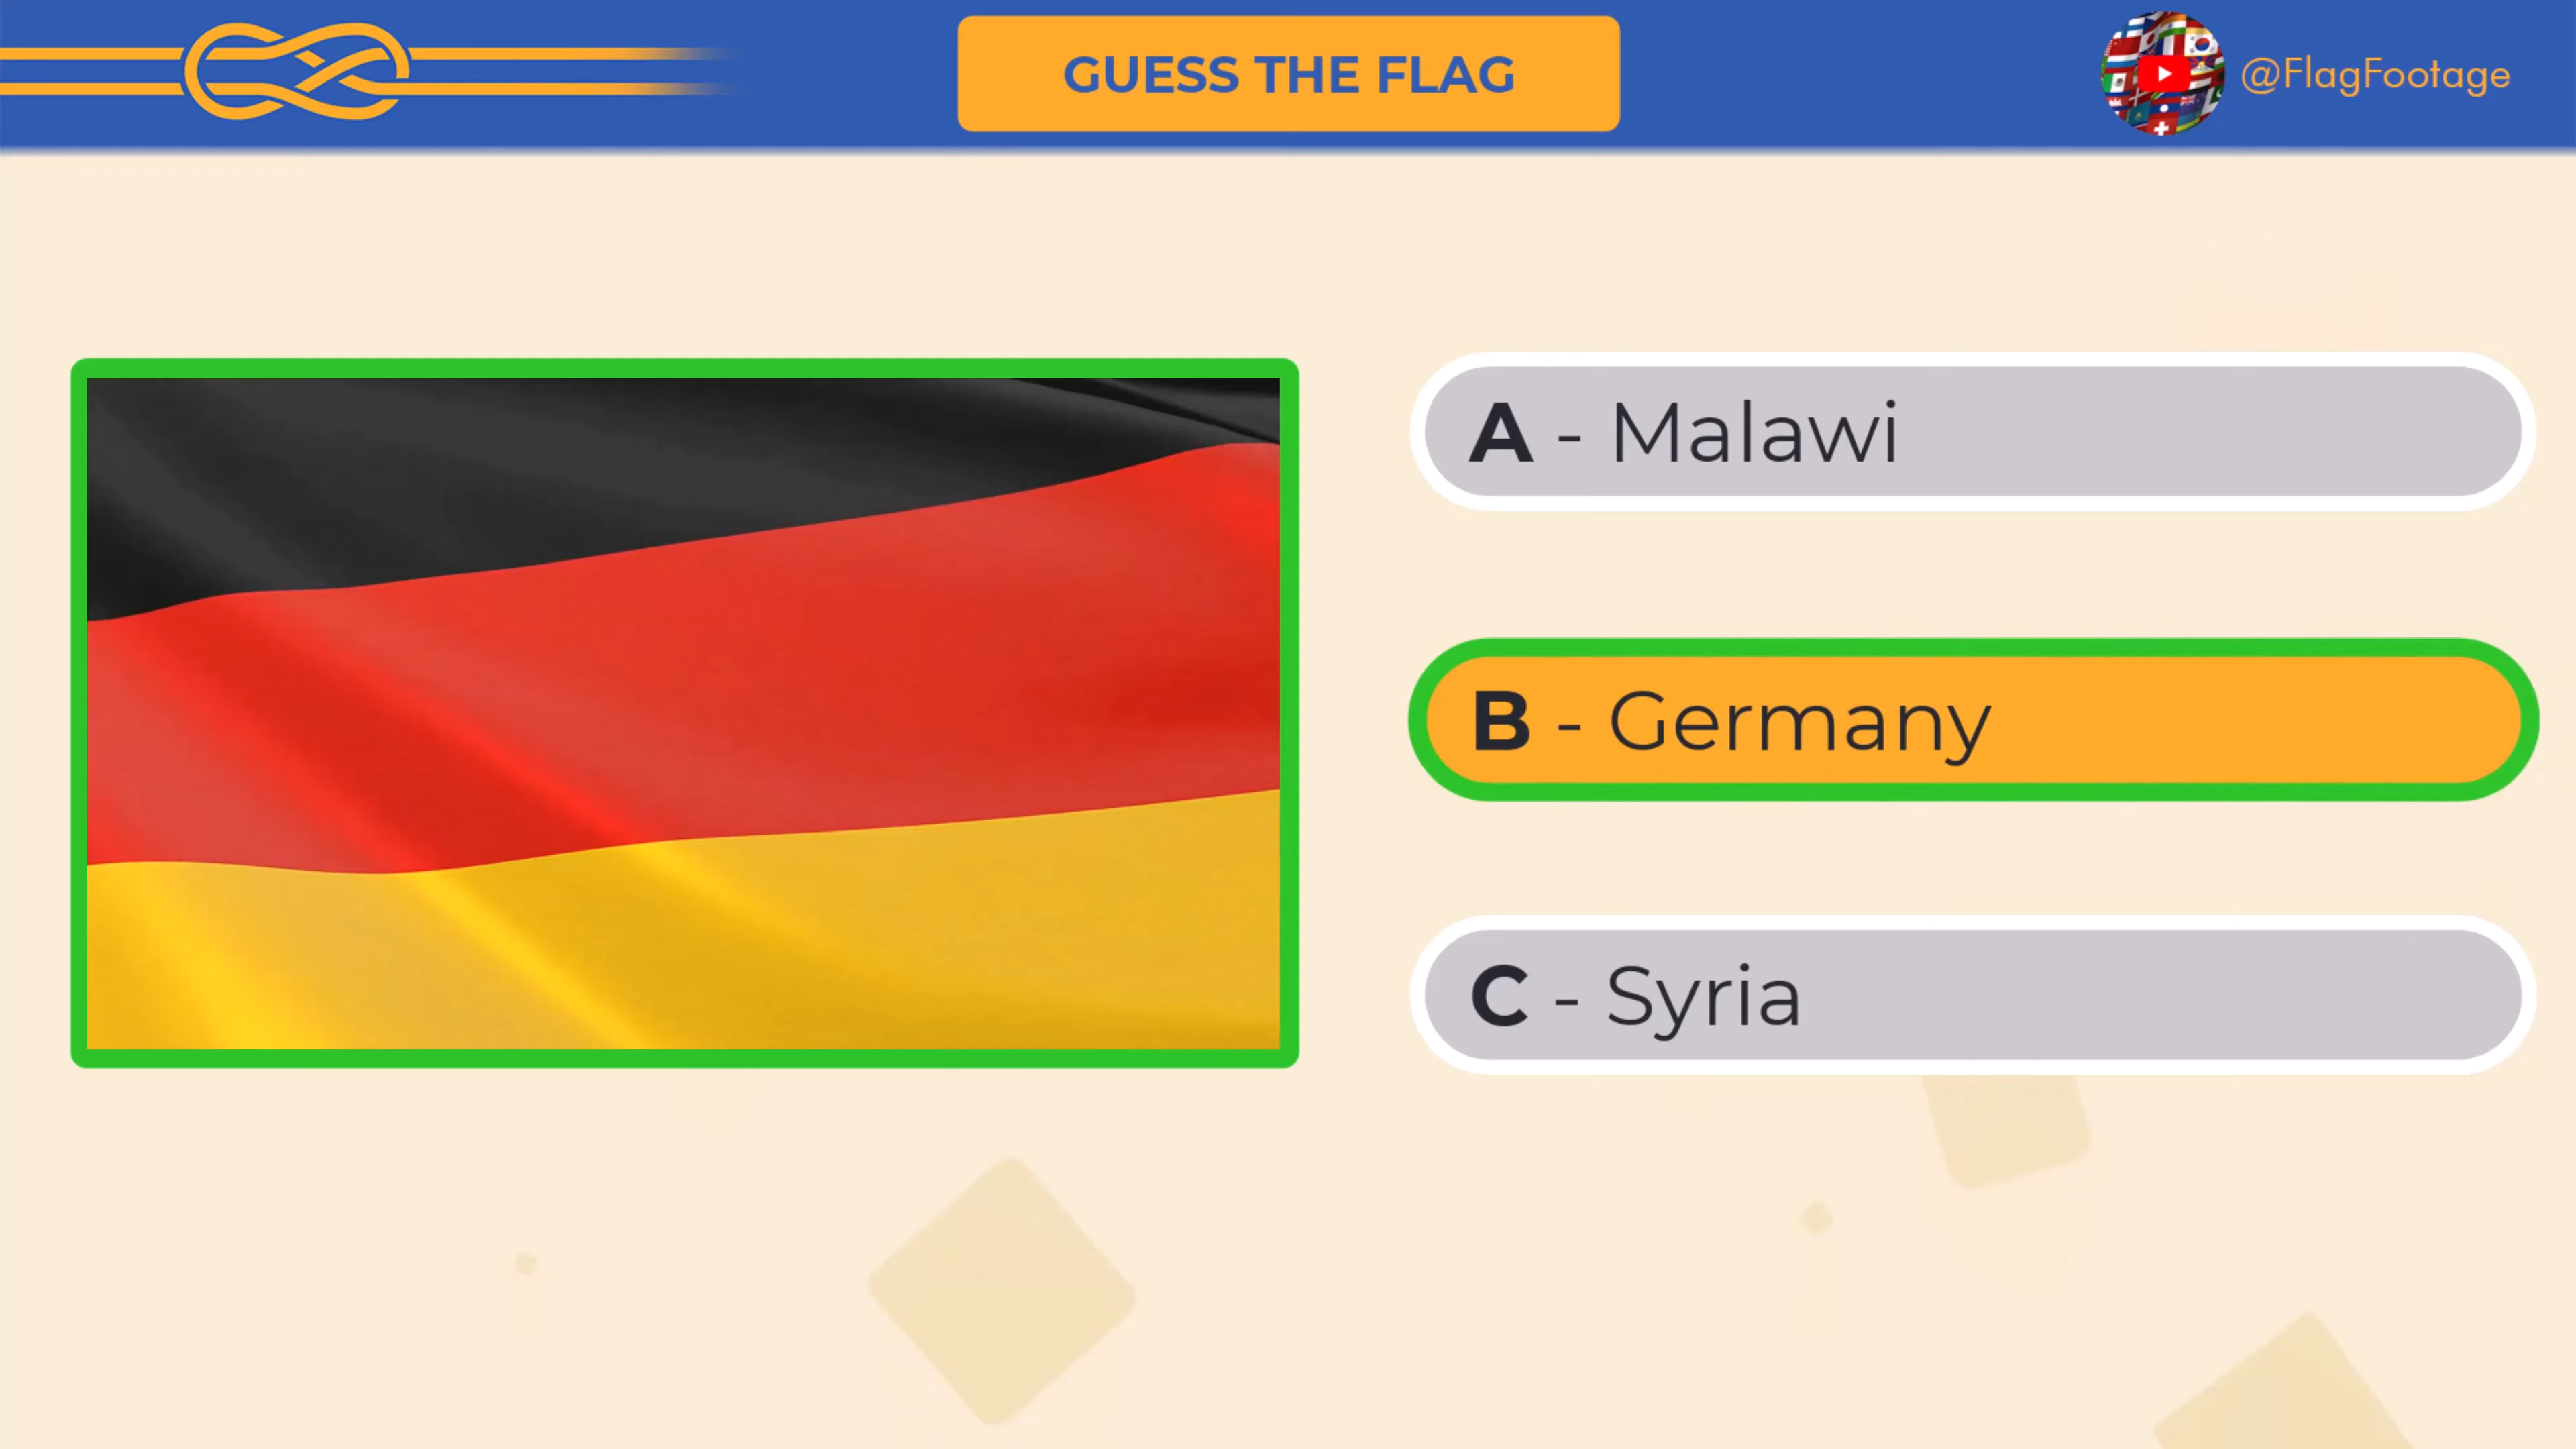 GUESS THE FLAG
@FlagFootage
A - Malawi
B - Germany
C - Syria